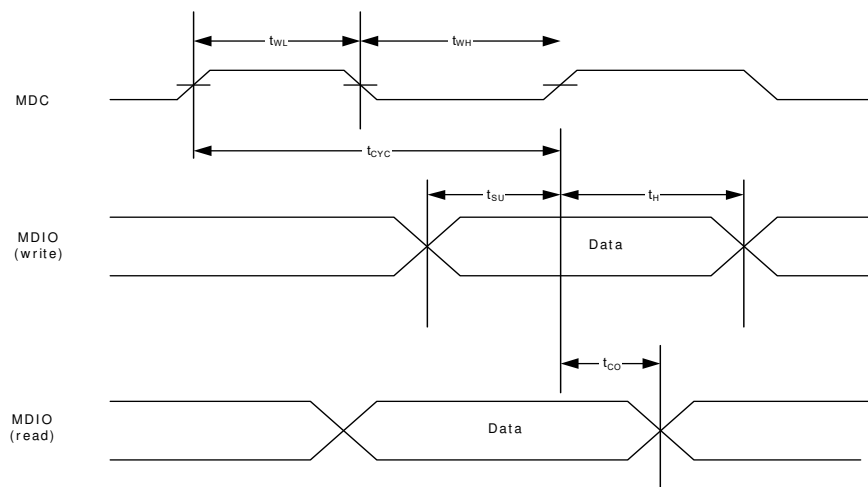 tWL
tWH
MDC
tCYC
tSU
tH
MDIO
(write)
Data
tCO
MDIO
(read)
Data